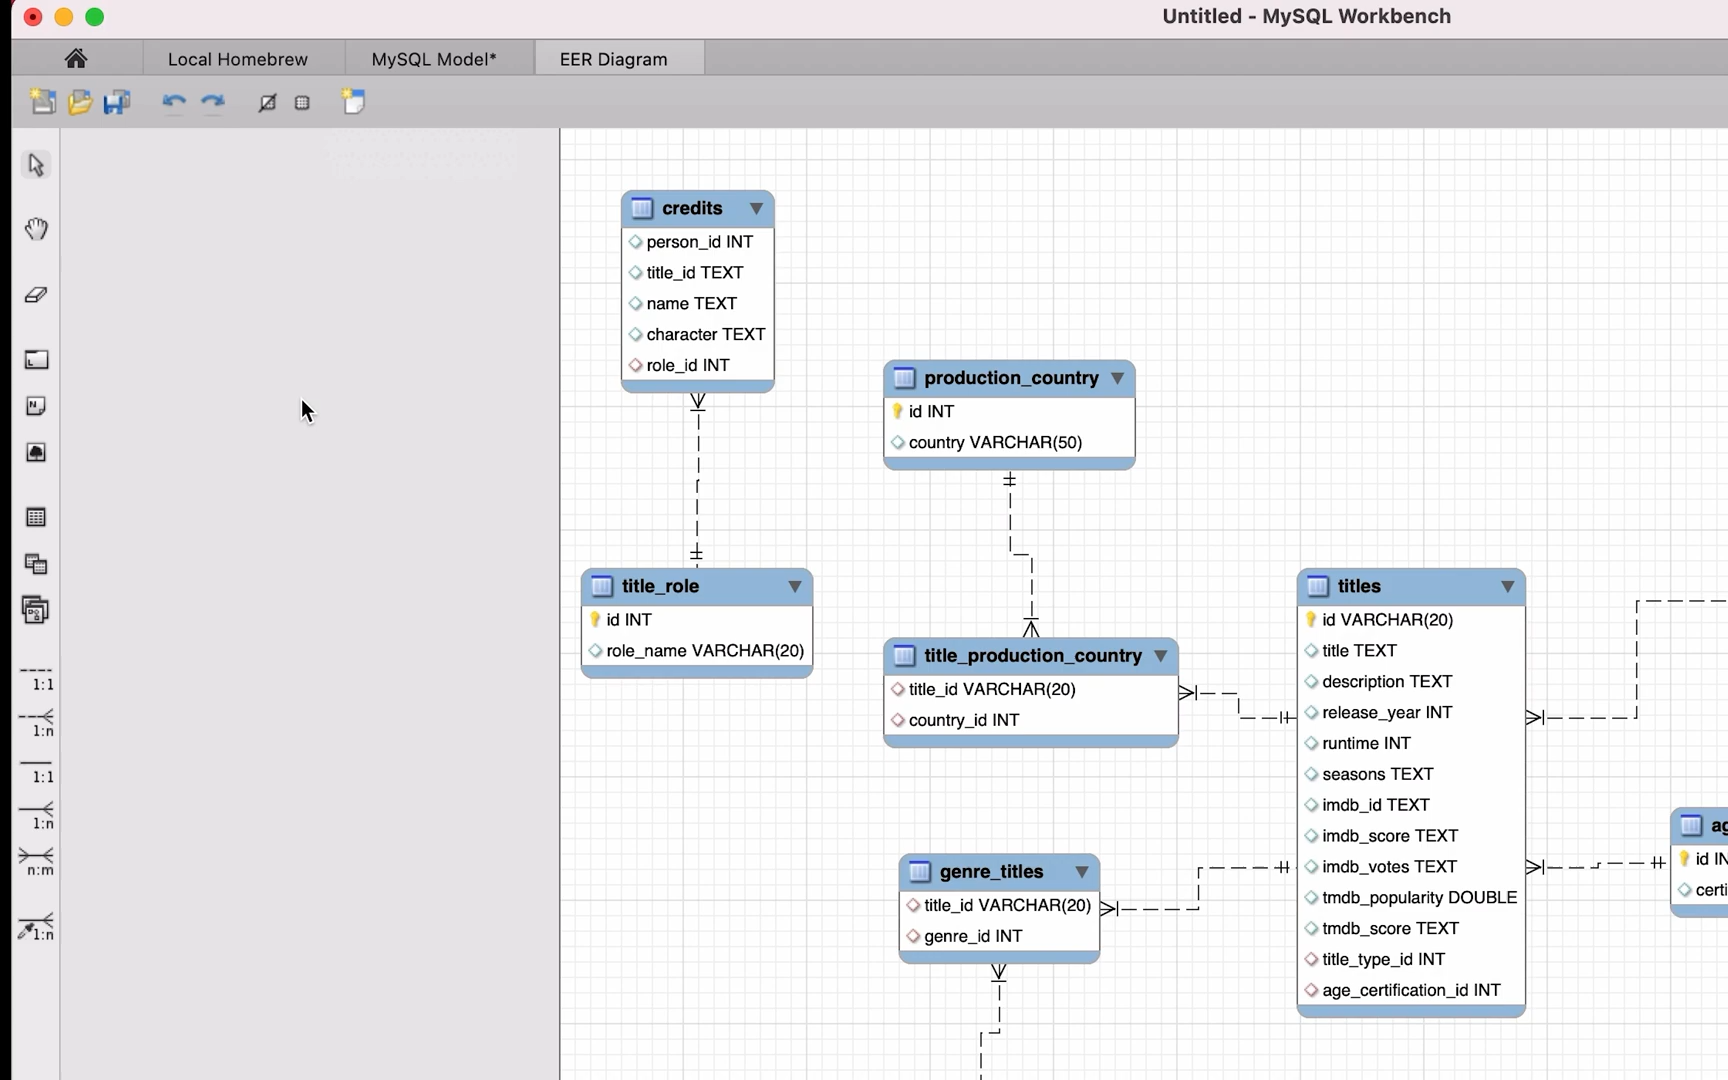 Untitled - MySQL Workbench
Local Homebrew
MySQL Model*
EER Diagram
credits
person_id INT
title_id TEXT
name TEXT
character TEXT
role_id INT
production_country
id INT
country VARCHAR(50)
title_role
id INT
role_name VARCHAR(20)
title_production_country
title_id VARCHAR(20)
country_id INT
titles
id VARCHAR(20)
title TEXT
description TEXT
release_year INT
runtime INT
seasons TEXT
imdb_id TEXT
imdb_score TEXT
imdb_votes TEXT
tmdb_popularity DOUBLE
tmdb_score TEXT
title_type_id INT
age_certification_id INT
genre_titles
title_id VARCHAR(20)
genre_id INT
ag
id IN
certi
1:1
1:n
1:1
1:n
n:m
1:n